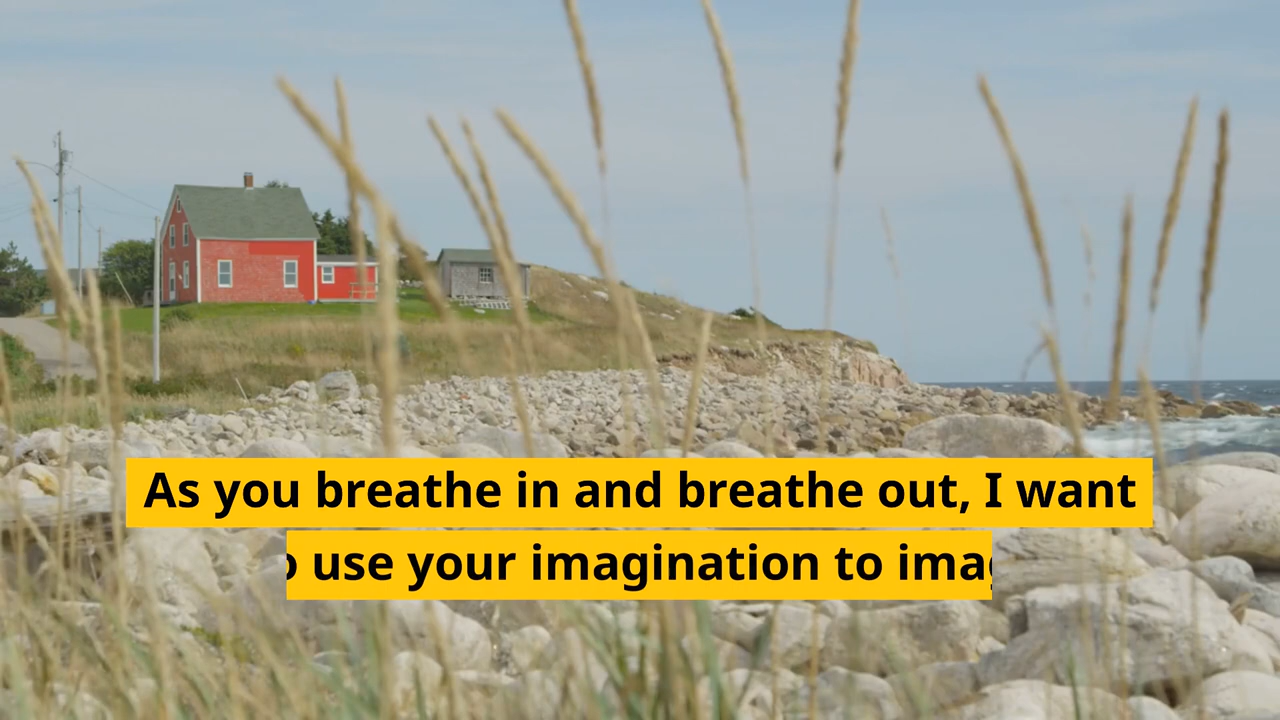 As you breathe in and breathe out, I want
use your imagination to